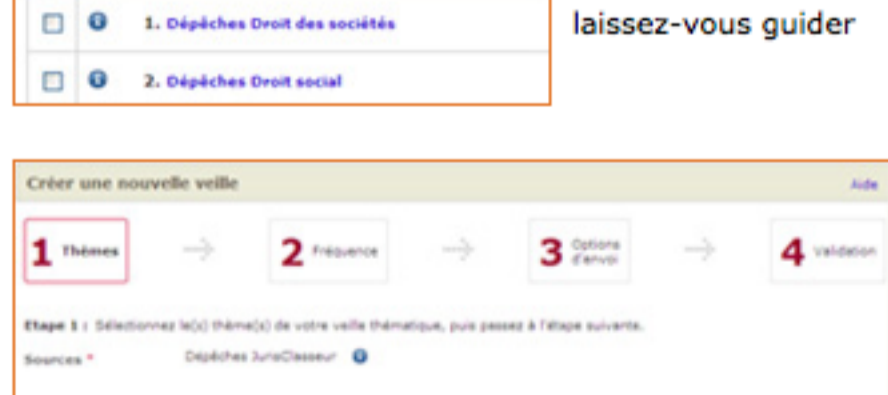 1. Dépêches Droit des sociétés
laissez-vous guider
2. Dépêches Droit social
Créer une nouvelle veille
Aide
1 Thèmes
2 Fréquence
3 Options d'envoi
4 Validation
Etape 1 : Sélectionnez le(s) thème(s) de votre veille thématique, puis passez à l'étape suivante.
Sources *
Dépêches JurisClasseur